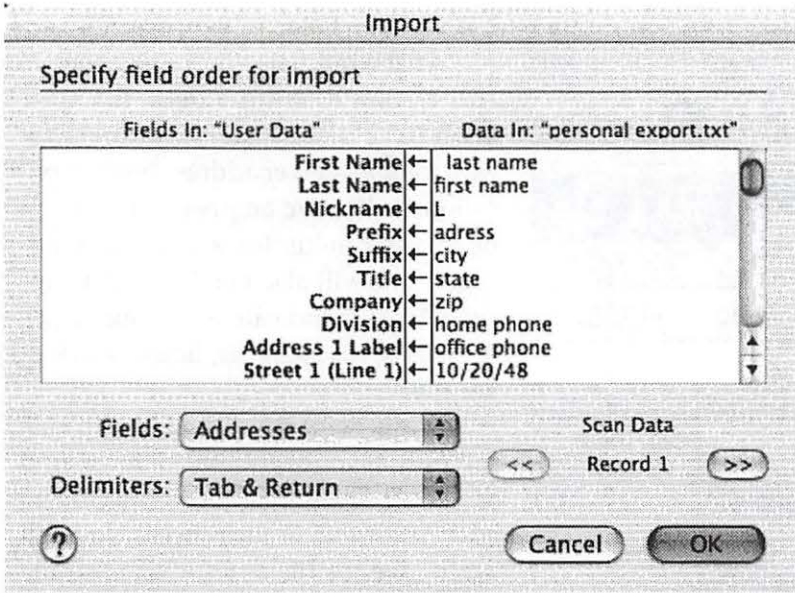 Import
Specify field order for import
Fields In: "User Data" Data In: "personal export.txt"
First Name ← last name
Last Name ← first name
Nickname ← L
Prefix ← adress
Suffix ← city
Title ← state
Company ← zip
Division ← home phone
Address 1 Label ← office phone
Street 1 (Line 1) ← 10/20/48
Fields: Addresses
Scan Data
<< Record 1 >>
Delimiters: Tab & Return
? Cancel OK